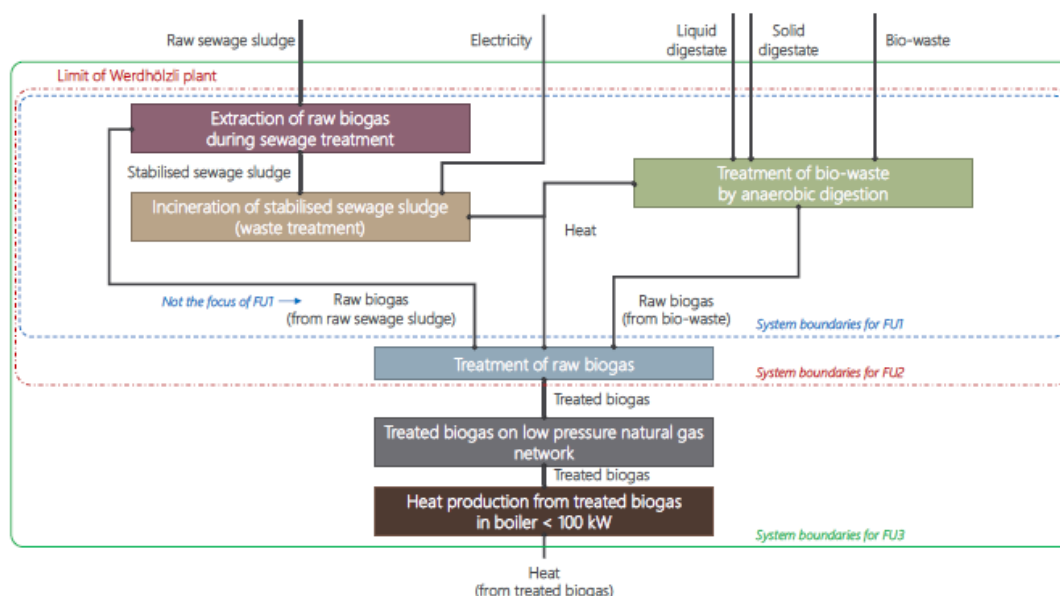 Raw sewage sludge
Electricity
Liquid
digestate
Solid
digestate
Bio-waste
Limit of Werdhölzli plant
Extraction of raw biogas
during sewage treatment
Stabilised sewage sludge
Treatment of bio-waste
by anaerobic digestion
Incineration of stabilised sewage sludge
(waste treatment)
Heat
Not the focus of FU1
Raw biogas
(from raw sewage sludge)
Raw biogas
(from bio-waste)
System boundaries for FU1
Treatment of raw biogas
System boundaries for FU2
Treated biogas
Treated biogas on low pressure natural gas
network
Treated biogas
Heat production from treated biogas
in boiler < 100 kW
System boundaries for FU3
Heat
(from treated biogas)